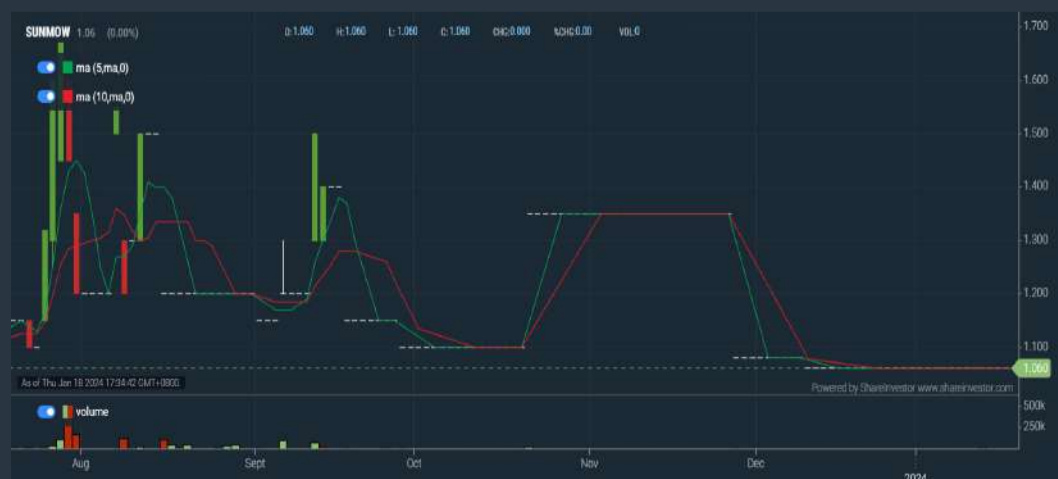 SUNMOW 1.06 (0.00%) O: 1.060 H: 1.060 L: 1.060 C: 1.060 CHG:0.000 %CHG:0.00 VOL:0
ma (5,ma,0)
ma (10,ma,0)
1.700
1.600
1.500
1.400
1.300
1.200
1.100
1.060
As of Thu Jan 18 2024 17:34:42 GMT+0800
Powered by ShareInvestor www.shareinvestor.com
volume
500k
250k
Aug Sept Oct Nov Dec
2024